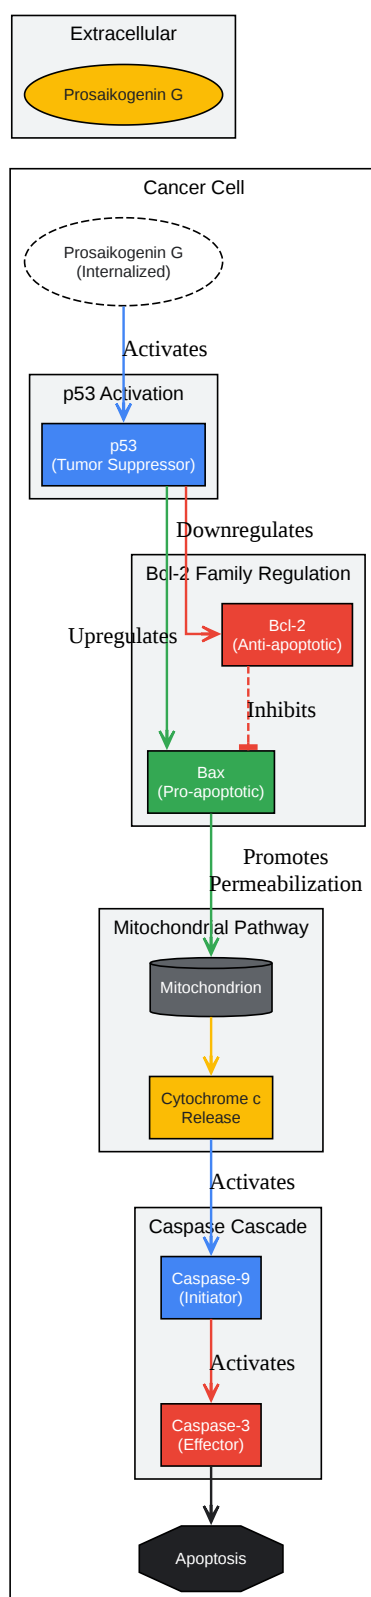 Extracellular
Prosaikogenin G
Cancer Cell
Prosaikogenin G
(Internalized)
Activates
p53 Activation
p53
(Tumor Suppressor)
Downregulates
Bcl-2 Family Regulation
Bcl-2
(Anti-apoptotic)
Upregulates
Inhibits
Bax
(Pro-apoptotic)
Promotes
Permeabilization
Mitochondrial Pathway
Mitochondrion
Cytochrome c
Release
Activates
Caspase Cascade
Caspase-9
(Initiator)
Activates
Caspase-3
(Effector)
Apoptosis